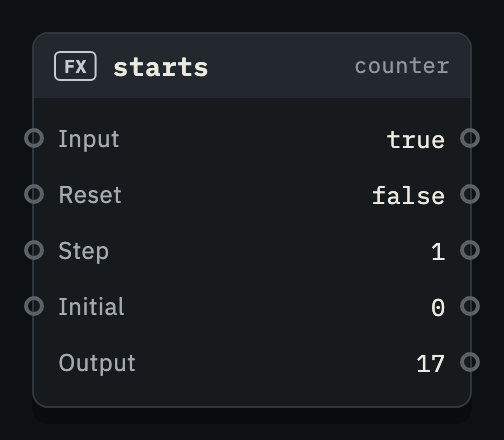 FX starts counter
Input true
Reset false
Step 1
Initial 0
Output 17